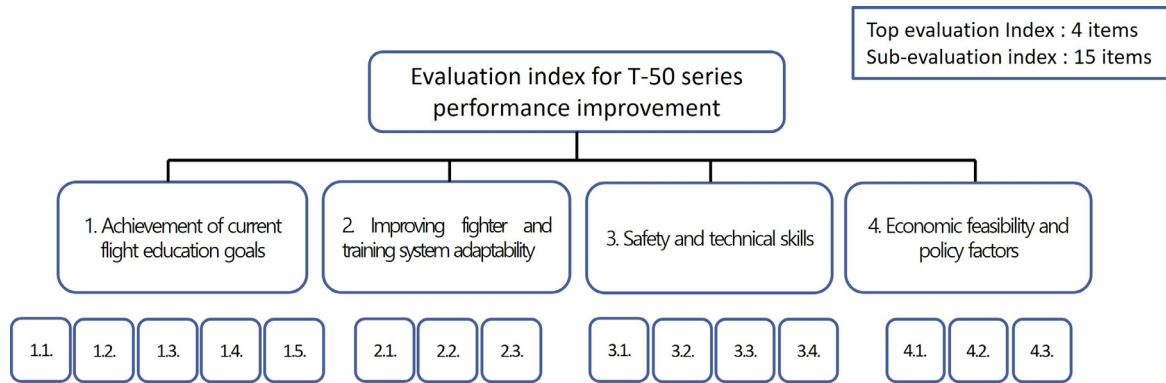 Top evaluation Index : 4 items
Sub-evaluation index : 15 items
Evaluation index for T-50 series
performance improvement
1. Achievement of current
flight education goals
2. Improving fighter and
training system adaptability
3. Safety and technical skills
4. Economic feasibility and
policy factors
1.1. 1.2. 1.3. 1.4. 1.5. 2.1. 2.2. 2.3. 3.1. 3.2. 3.3. 3.4. 4.1. 4.2. 4.3.